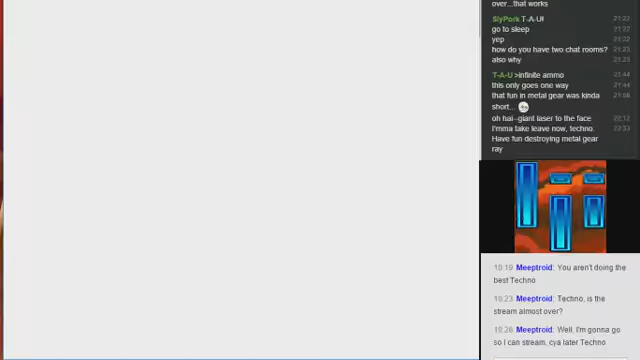 over...that works
SlyPork T-A-U! 21:22
go to sleep 21:22
yep 21:22
how do you have two chat rooms? 21:23
also why 21:23
T-A-U >infinite ammo 21:44
this only goes one way 21:44
that fun in metal gear was kinda 21:56
short...
oh hai--giant laser to the face 22:12
I'mma take leave now, techno. 22:33
Have fun destroying metal gear
ray
10:19 Meeptroid: You aren't doing the
best Techno
10:23 Meeptroid: Techno, is the
stream almost over?
10:26 Meeptroid: Well, I'm gonna go
so I can stream, cya later Techno